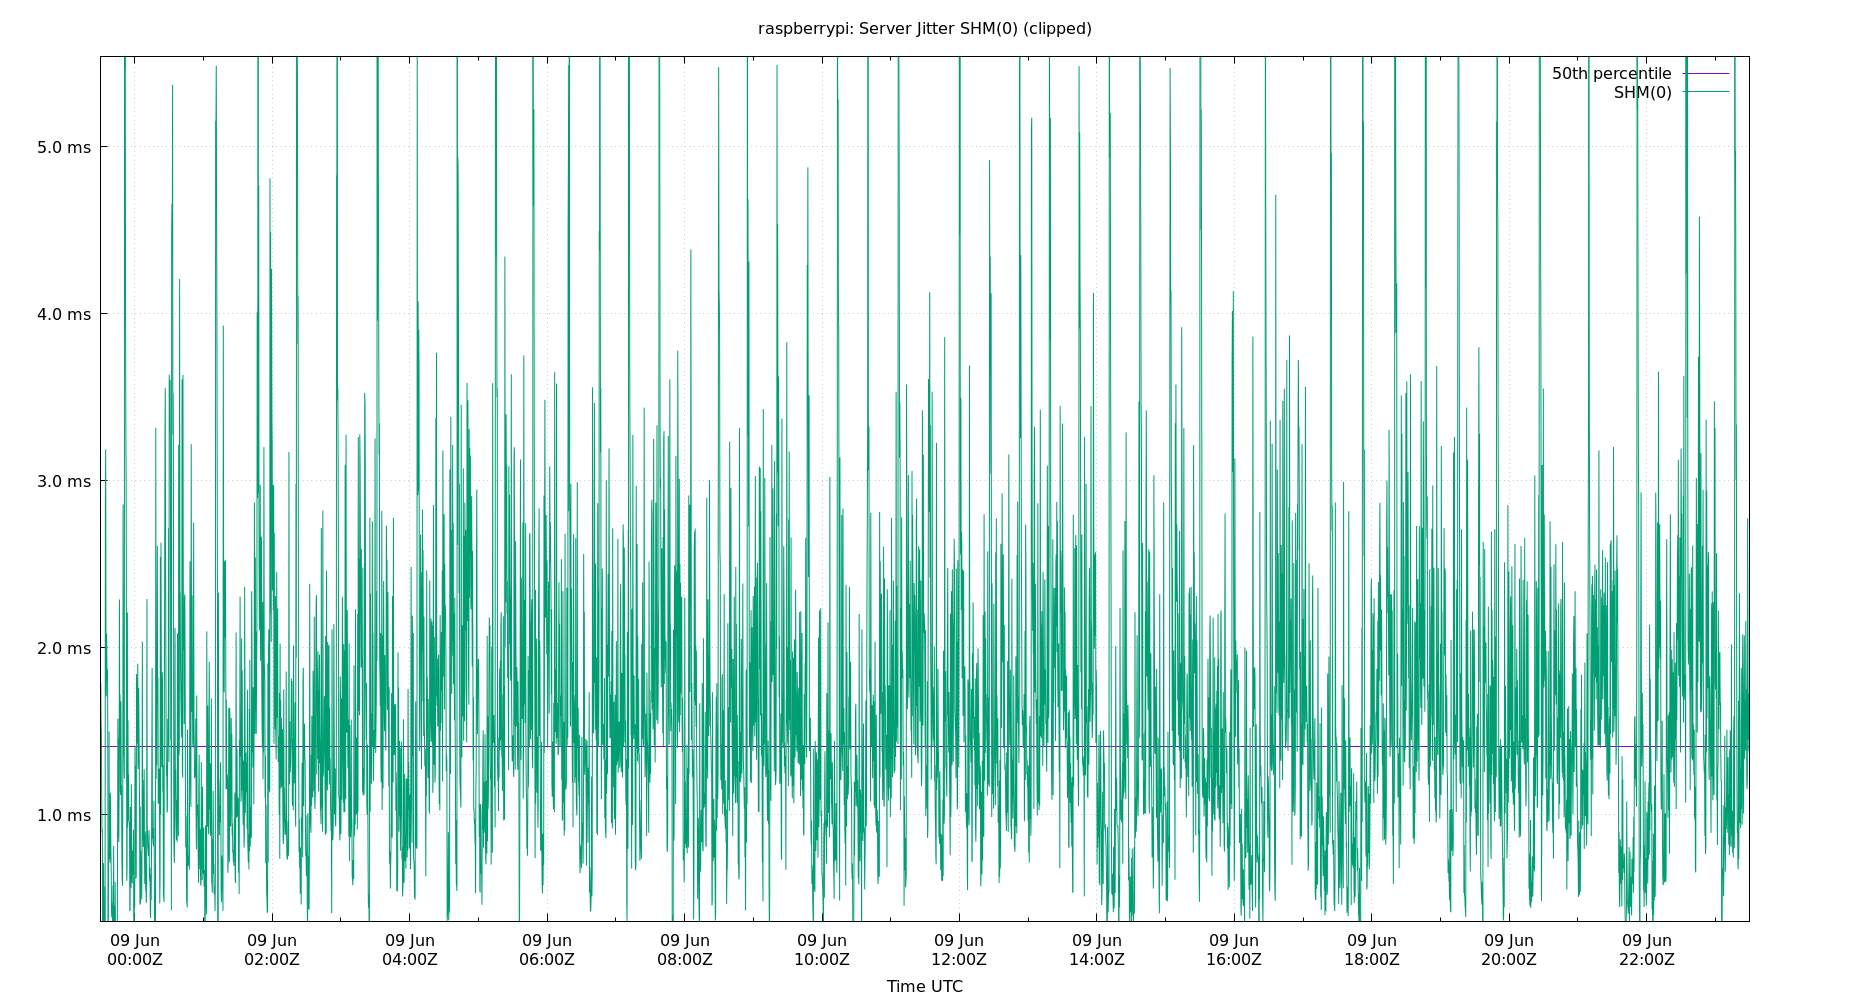 raspberrypi: Server Jitter SHM(0) (clipped)
50th percentile
SHM(0)
5.0 ms
4.0 ms
3.0 ms
2.0 ms
1.0 ms
09 Jun 09 Jun 09 Jun 09 Jun 09 Jun 09 Jun 09 Jun 09 Jun 09 Jun 09 Jun 09 Jun 09 Jun
00:00Z 02:00Z 04:00Z 06:00Z 08:00Z 10:00Z 12:00Z 14:00Z 16:00Z 18:00Z 20:00Z 22:00Z
Time UTC